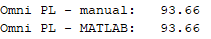 Omni PL - manual:   93.66
Omni PL - MATLAB:   93.66